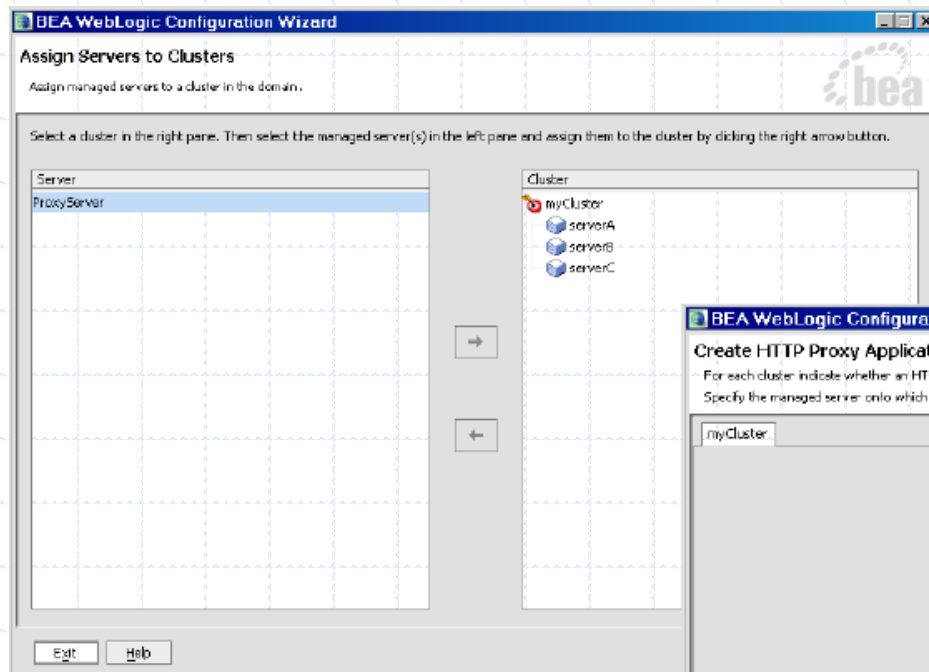 BEA WebLogic Configuration Wizard
Assign Servers to Clusters
Assign managed servers to a cluster in the domain.
bea
Select a cluster in the right pane. Then select the managed server(s) in the left pane and assign them to the cluster by clicking the right arrow button.
Server
ProxyServer
Cluster
myCluster
serverA
serverB
serverC
Exit
Help
BEA WebLogic Configura
Create HTTP Proxy Applicat
For each cluster indicate whether an HT
Specify the managed server onto which
myCluster